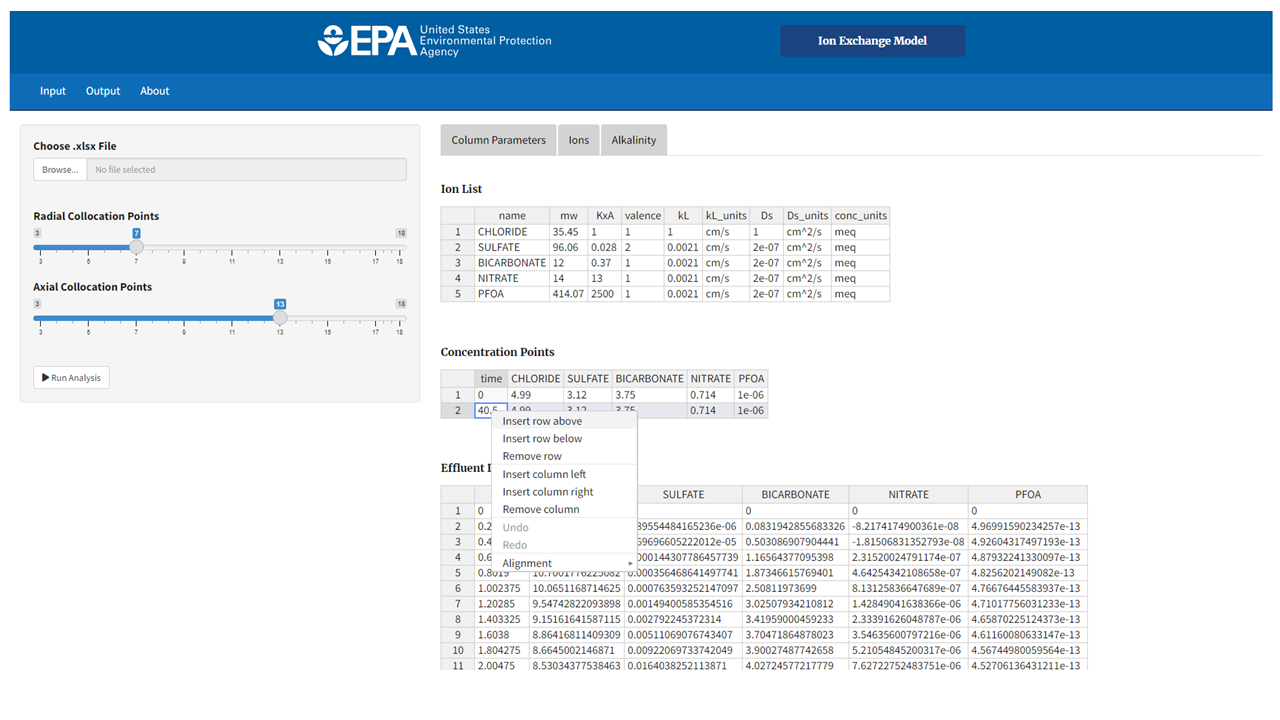 EPA United States Environmental Protection Agency
Ion Exchange Model
Input Output About
Choose .xlsx File
Browse... No file selected
Radial Collocation Points
3 7 18
3 5 7 9 11 13 15 17 18
Axial Collocation Points
3 13 18
3 5 7 9 11 13 15 17 18
Run Analysis
Column Parameters Ions Alkalinity
Ion List
name mw KxA valence kL kL_units Ds Ds_units conc_units
1 CHLORIDE 35.45 1 1 1 cm/s 1 cm^2/s meq
2 SULFATE 96.06 0.028 2 0.0021 cm/s 2e-07 cm^2/s meq
3 BICARBONATE 12 0.37 1 0.0021 cm/s 2e-07 cm^2/s meq
4 NITRATE 14 13 1 0.0021 cm/s 2e-07 cm^2/s meq
5 PFOA 414.07 2500 1 0.0021 cm/s 2e-07 cm^2/s meq
Concentration Points
time CHLORIDE SULFATE BICARBONATE NITRATE PFOA
1 0 4.99 3.12 3.75 0.714 1e-06
2 40.5 4.99 3.12 3.75 0.714 1e-06
Insert row above
Insert row below
Remove row
Insert column left
Insert column right
Remove column
Undo
Redo
Alignment
Effluent
SULFATE BICARBONATE NITRATE PFOA
1 0 0 0 0
2 0.2 39554484165236e-06 0.0831942855683326 -8.2174174900361e-08 4.96991590234257e-13
3 0.4 69696605222012e-05 0.503086907904441 -1.81506831352793e-08 4.92604317497193e-13
4 0.6 000144307786457739 1.16564377095398 2.31520024791174e-07 4.87932241330097e-13
5 0.8019 10.7001776225082 0.000356468641497741 1.87346615769401 4.64254342108658e-07 4.8256202149082e-13
6 1.002375 10.0651168714625 0.000763593252147097 2.50811973699 8.13125836647689e-07 4.76676445583937e-13
7 1.20285 9.54742822093898 0.00149400585354516 3.02507934210812 1.42849041638366e-06 4.71017756031233e-13
8 1.403325 9.15161641587115 0.002792245372314 3.41959000459233 2.33391626048787e-06 4.65870225124373e-13
9 1.6038 8.86416811409309 0.00511069076743407 3.70471864878023 3.54635600797216e-06 4.61160080633147e-13
10 1.804275 8.6645002146871 0.00922069733742049 3.90027487742658 5.21054845200317e-06 4.56744980059564e-13
11 2.00475 8.53034377538463 0.0164038252113871 4.02724577217779 7.62722752483751e-06 4.52706136431211e-13